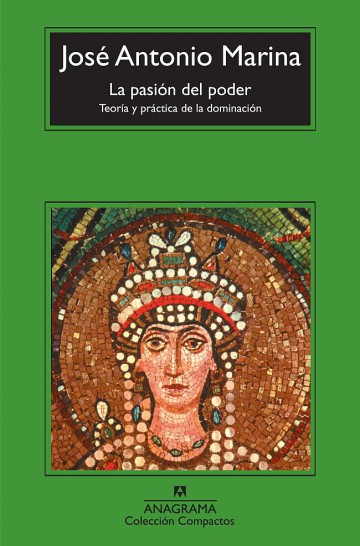 José Antonio Marina
La pasión del poder
Teoría y práctica de la dominación
ANAGRAMA
Colección Compactos